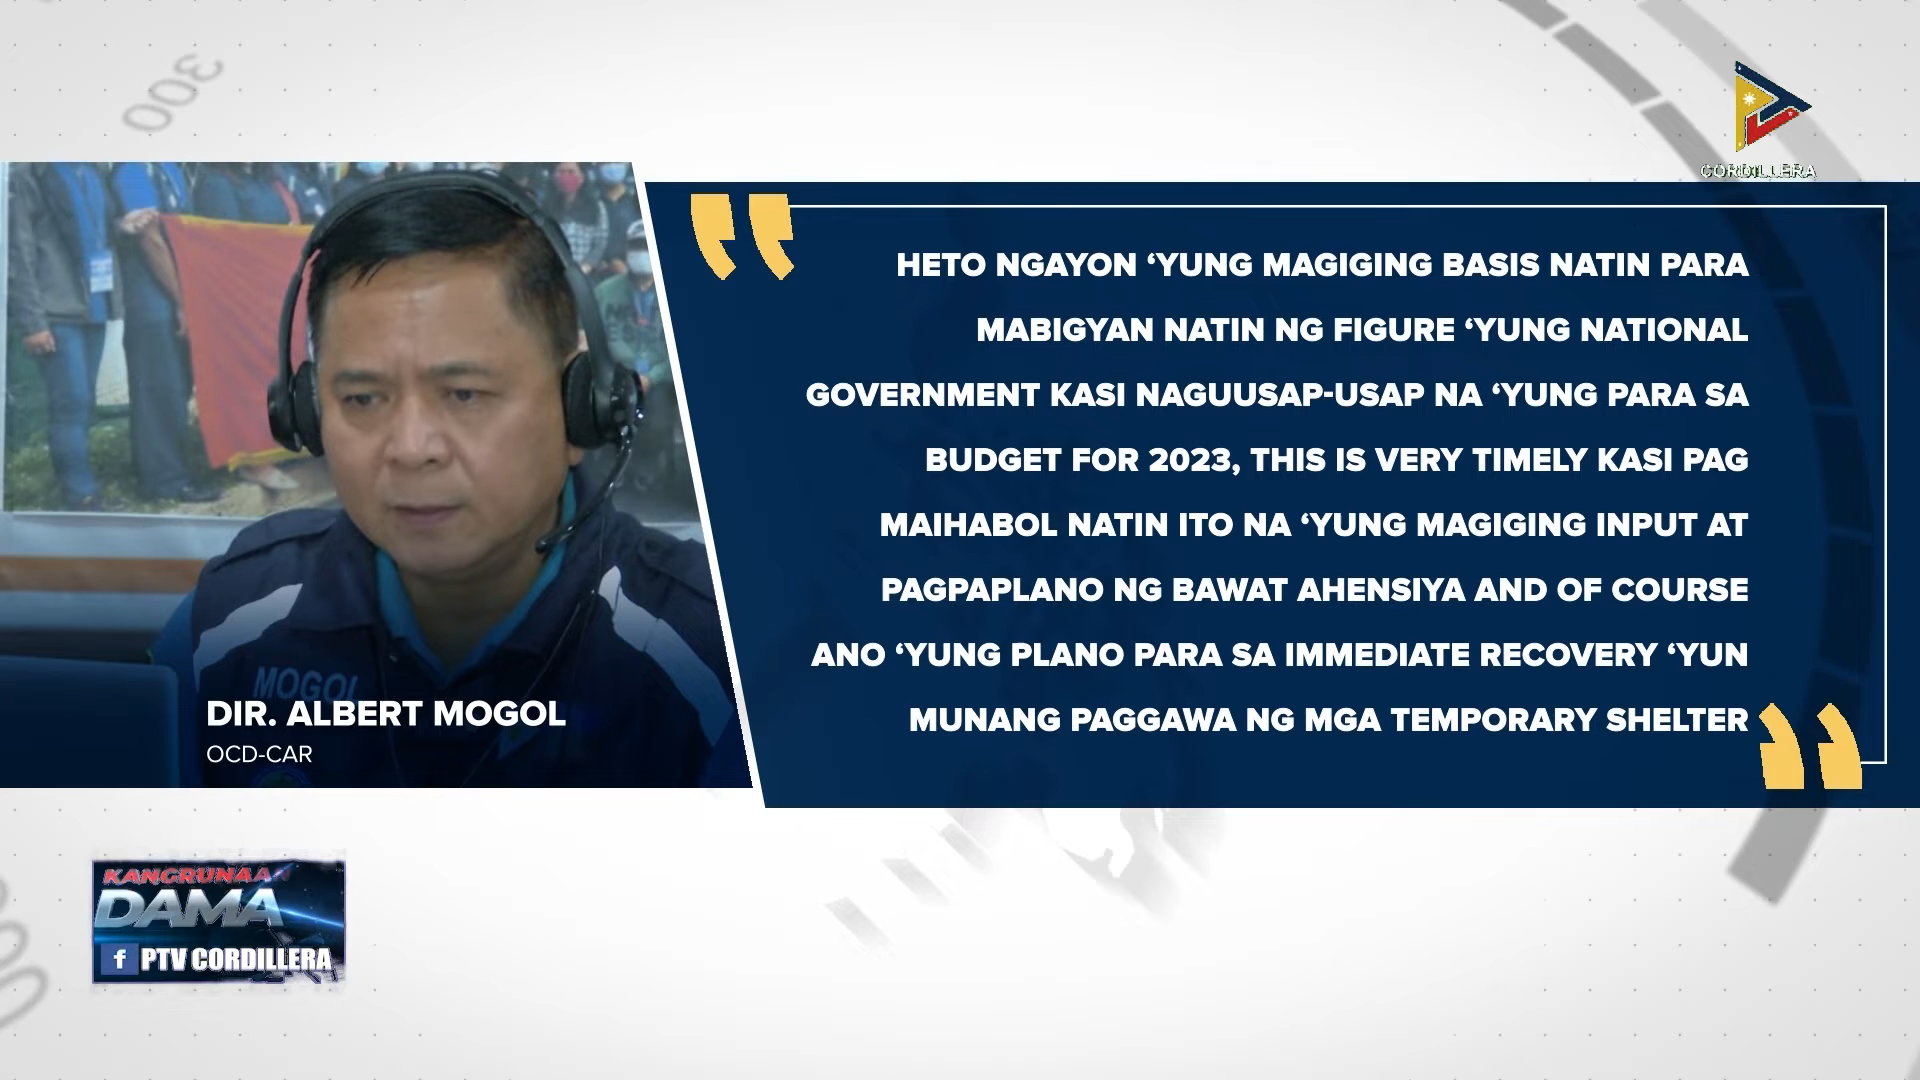 300
CORDILLERA
HETO NGAYON ‘YUNG MAGIGING BASIS NATIN PARA
MABIGYAN NATIN NG FIGURE ‘YUNG NATIONAL
GOVERNMENT KASI NAGUUSAP-USAP NA ‘YUNG PARA SA
BUDGET FOR 2023, THIS IS VERY TIMELY KASI PAG
MAIHABOL NATIN ITO NA ‘YUNG MAGIGING INPUT AT
PAGPAPLANO NG BAWAT AHENSIYA AND OF COURSE
ANO ‘YUNG PLANO PARA SA IMMEDIATE RECOVERY ‘YUN
MUNANG PAGGAWA NG MGA TEMPORARY SHELTER
MOGOL
DIR. ALBERT MOGOL
OCD-CAR
KANGRUNAAN
DAMA
f PTV CORDILLERA